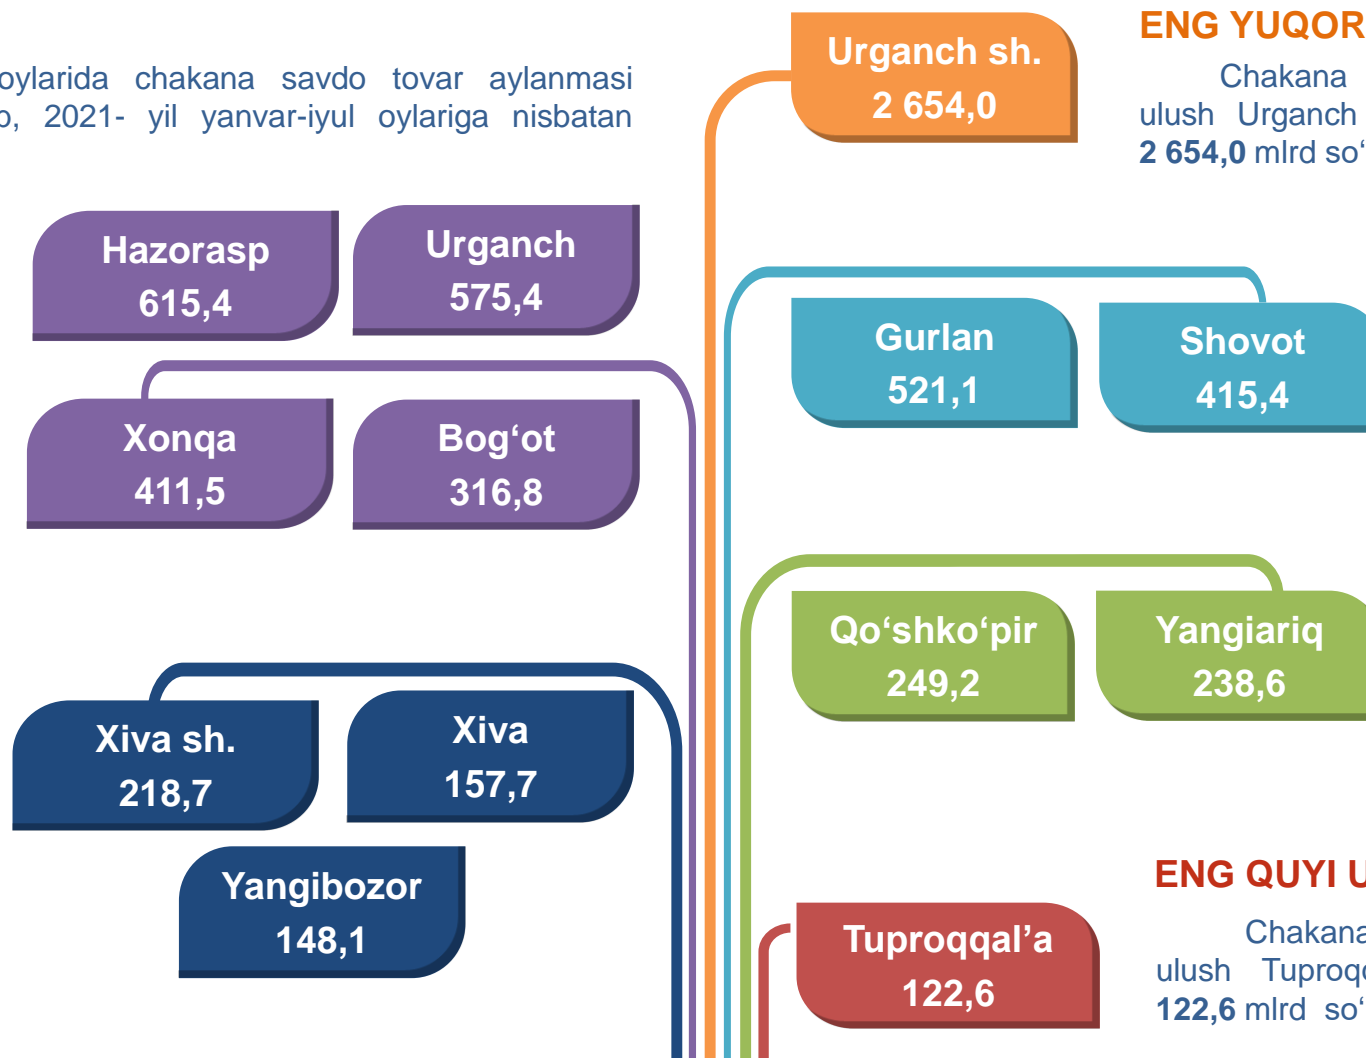 oylarida chakana savdo tovar aylanmasi
2021- yil yanvar-iyul oylariga nisbatan
Urganch sh.
2 654,0
ENG YUQOR
Chakana
ulush Urganch
2 654,0 mlrd so‘
Hazorasp
615,4
Urganch
575,4
Gurlan
521,1
Shovot
415,4
Xonqa
411,5
Bog‘ot
316,8
Qo‘shko‘pir
249,2
Yangiariq
238,6
Xiva sh.
218,7
Xiva
157,7
Yangibozor
148,1
Tuproqqal’a
122,6
ENG QUYI U
Chakana
ulush Tuproqq
122,6 mlrd so‘